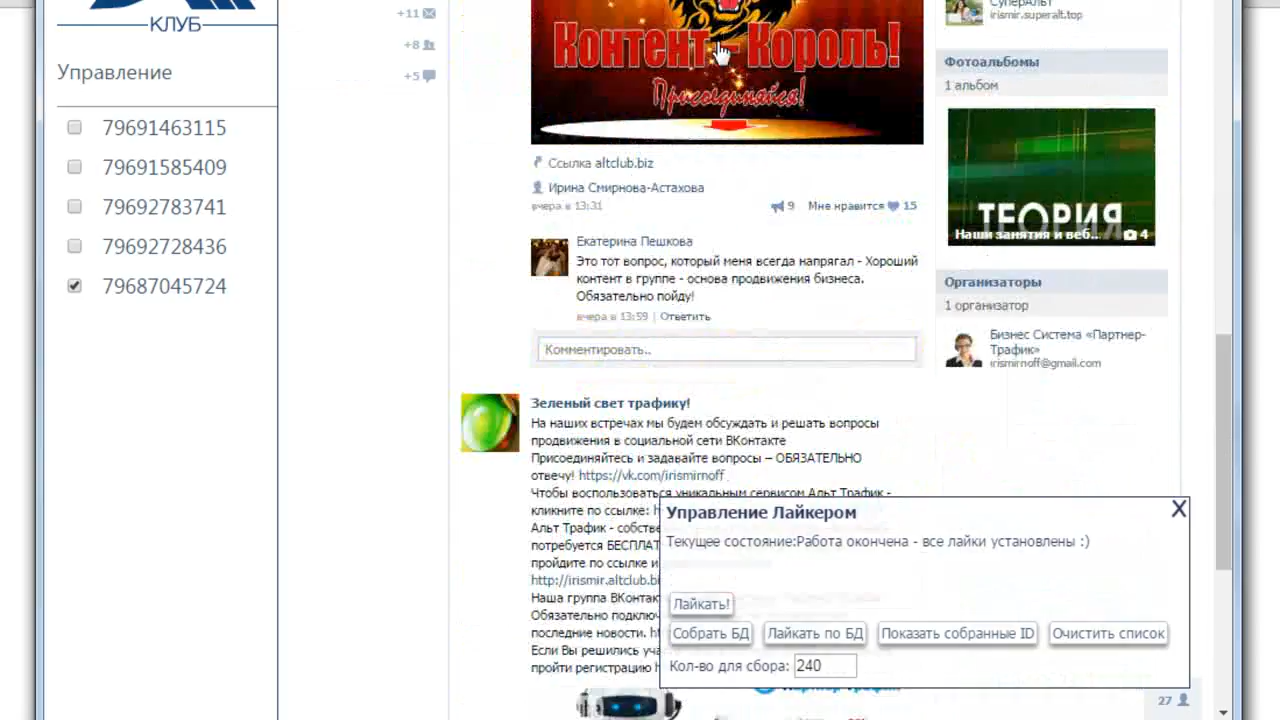 КЛУБ
Управление
79691463115
79691585409
79692783741
79692728436
79687045724
+11
+8
+5
Контент - Король!
Присоединяйся!
Ссылка altclub.biz
Ирина Смирнова-Астахова
вчера в 13:31
9 Мне нравится 15
Екатерина Пешкова
Это тот вопрос, который меня всегда напрягал - Хороший
контент в группе - основа продвижения бизнеса.
Обязательно пойду!
вчера в 13:59 | Ответить
Комментировать..
Зеленый свет трафику!
На наших встречах мы будем обсуждать и решать вопросы
продвижения в социальной сети ВКонтакте
Присоединяйтесь и задавайте вопросы – ОБЯЗАТЕЛЬНО
отвечу! https://vk.com/irismirnoff
Чтобы воспользоваться уникальным сервисом Альт Трафик -
кликните по ссылке: h
Альт Трафик - собстве
потребуется БЕСПЛАТ
пройдите по ссылке и
http://irismir.altclub.bi
Наша группа ВКонтак
Обязательно подключ
последние новости. ht
Если Вы решились уча
пройти регистрацию h
СуперАльт
irismir.superalt.top
Фотоальбомы
1 альбом
ТЕОРИЯ
Наши занятия и веб... 4
Организаторы
1 организатор
Бизнес Система «Партнер-
Трафик»
irismirnoff@gmail.com
Управление Лайкером
X
Текущее состояние:Работа окончена - все лайки установлены :)
Лайкать!
Собрать БД Лайкать по БД Показать собранные ID Очистить список
Кол-во для сбора: 240
27